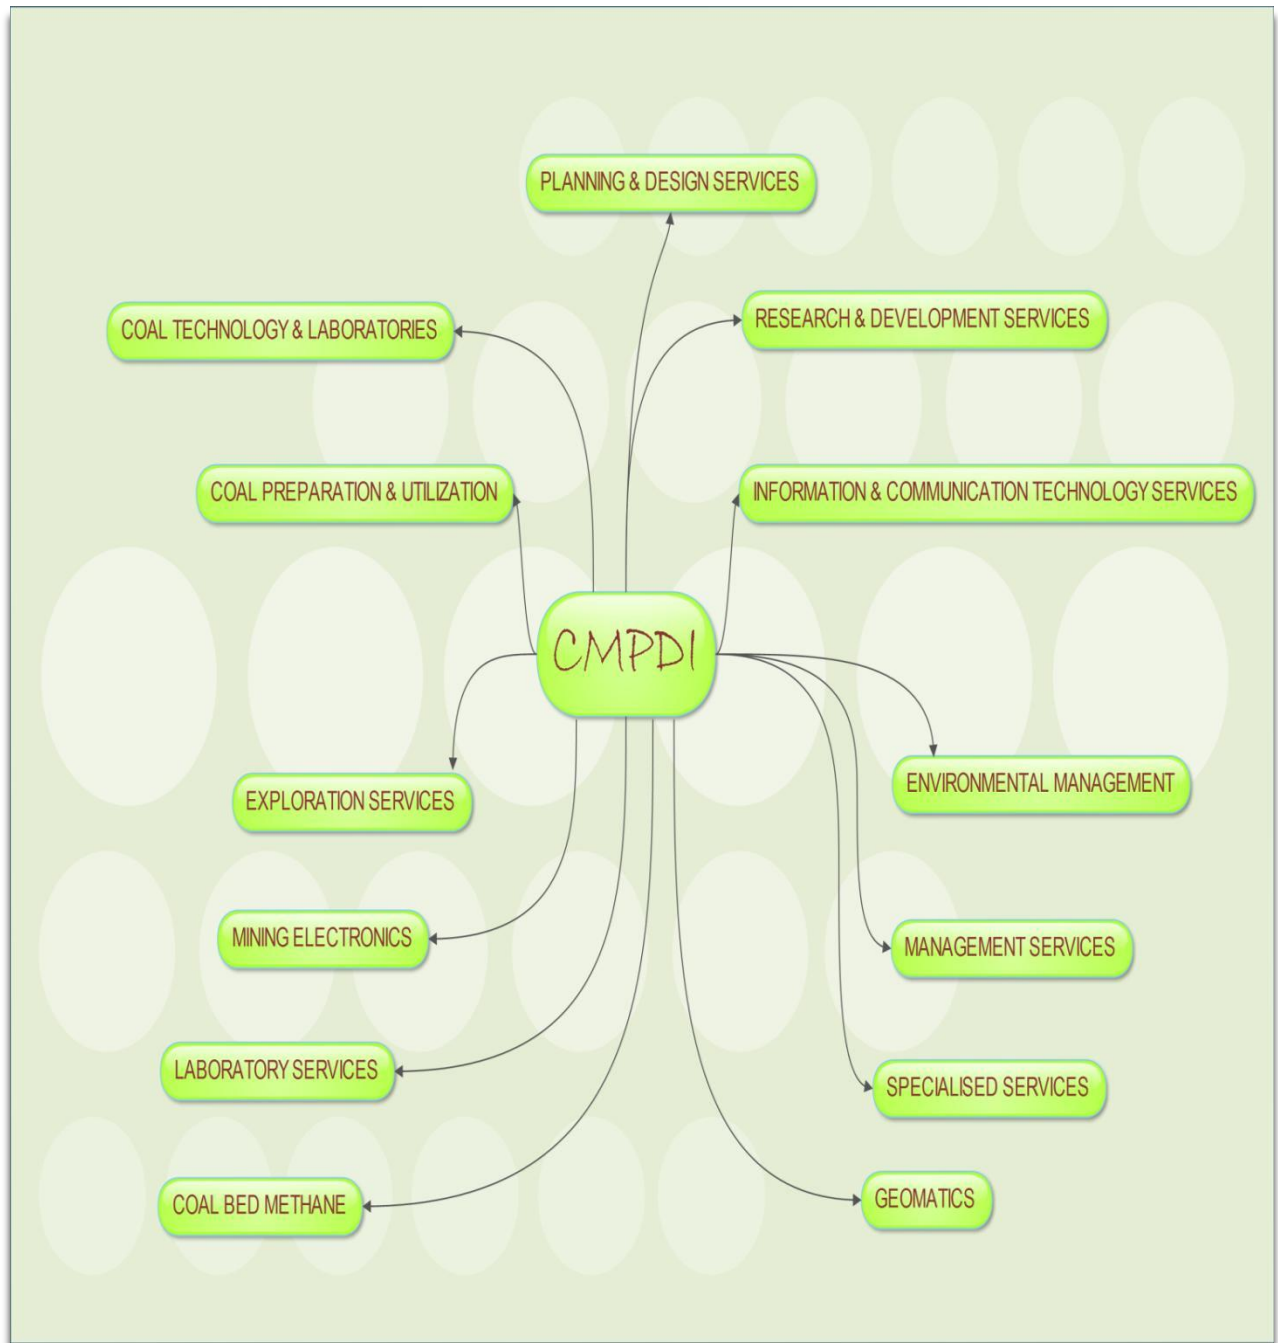 PLANNING & DESIGN SERVICES
COAL TECHNOLOGY & LABORATORIES
RESEARCH & DEVELOPMENT SERVICES
COAL PREPARATION & UTILIZATION
INFORMATION & COMMUNICATION TECHNOLOGY SERVICES
CMPDI
EXPLORATION SERVICES
ENVIRONMENTAL MANAGEMENT
MINING ELECTRONICS
MANAGEMENT SERVICES
LABORATORY SERVICES
SPECIALISED SERVICES
COAL BED METHANE
GEOMATICS